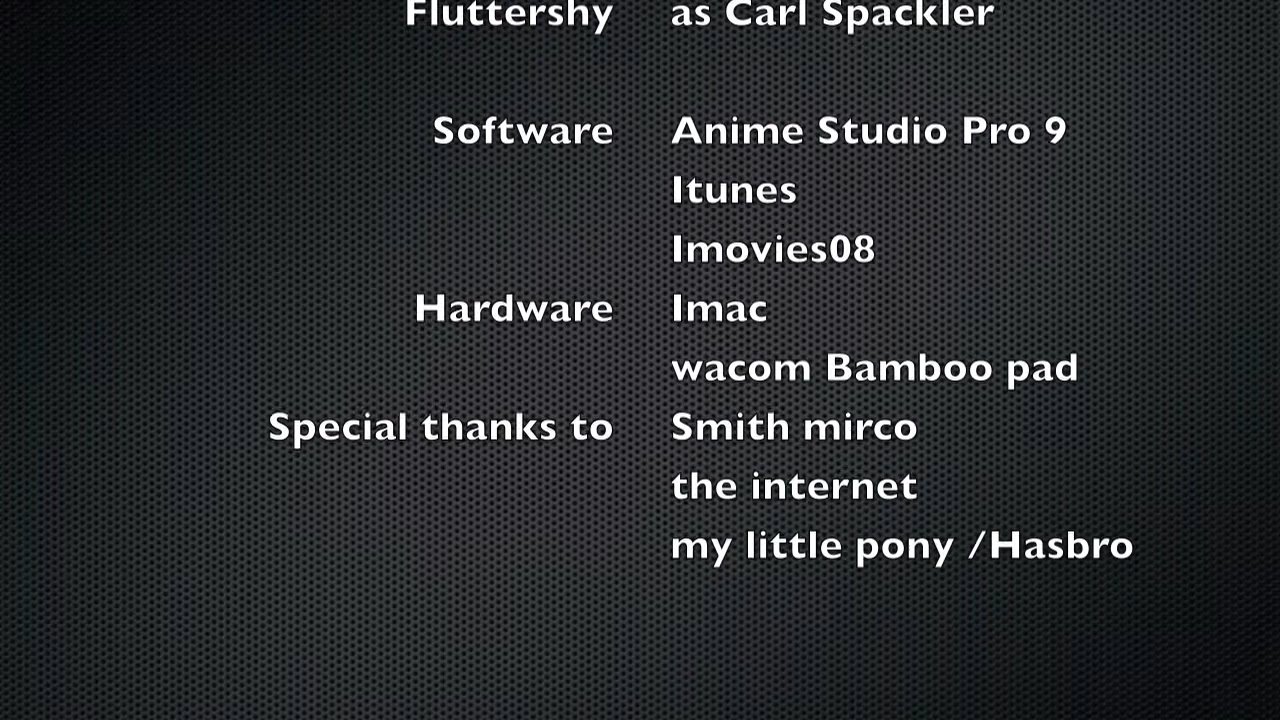 Fluttershy as Carl Spackler
Software Anime Studio Pro 9
Itunes
Imovies08
Hardware Imac
wacom Bamboo pad
Special thanks to Smith mirco
the internet
my little pony /Hasbro